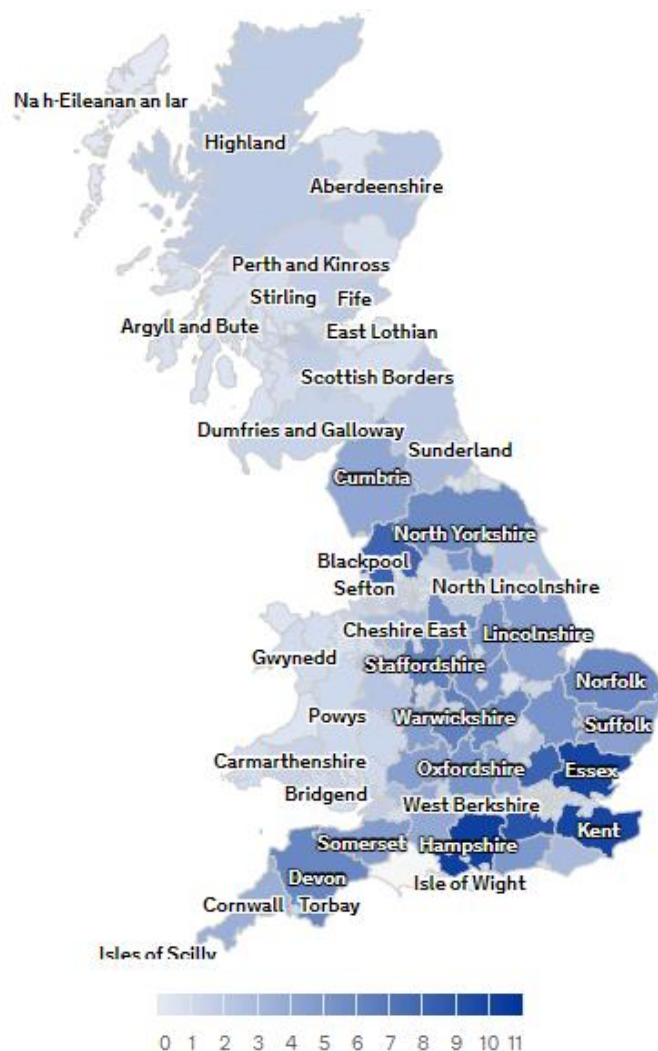 Na h-Eileanan an Iar
Highland
Aberdeenshire
Perth and Kinross
Stirling
Fife
Argyll and Bute
East Lothian
Scottish Borders
Dumfries and Galloway
Sunderland
Cumbria
North Yorkshire
Blackpool
Sefton
North Lincolnshire
Cheshire East
Lincolnshire
Gwynedd
Staffordshire
Norfolk
Powys
Warwickshire
Suffolk
Carmarthenshire
Oxfordshire
Essex
Bridgend
West Berkshire
Kent
Somerset
Hampshire
Devon
Isle of Wight
Cornwall
Torbay
Isles of Scilly
0 1 2 3 4 5 6 7 8 9 10 11